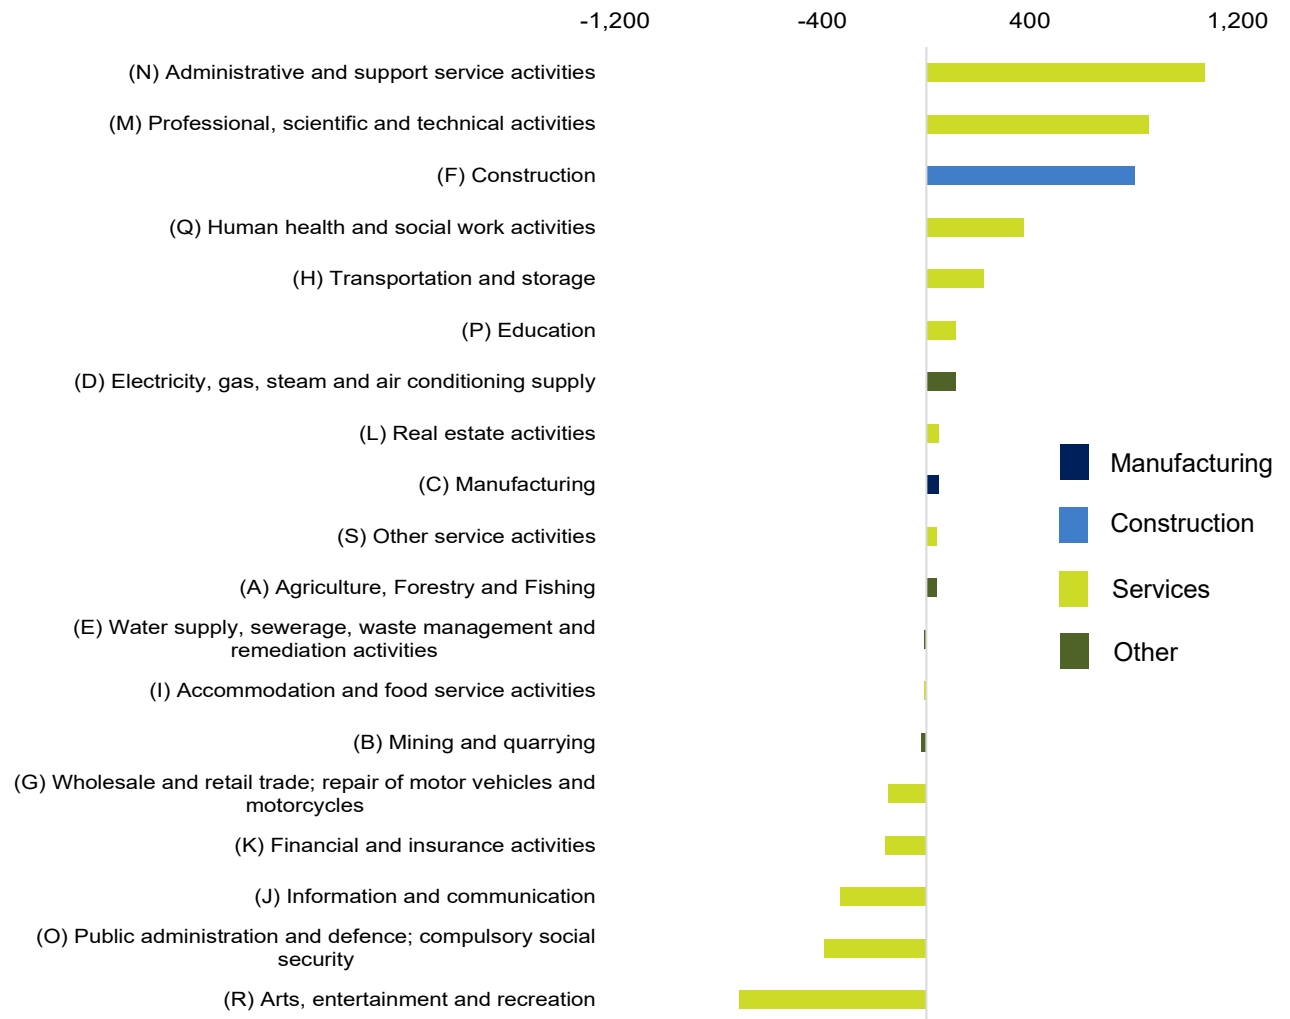 -1,200 -400 400 1,200
(N) Administrative and support service activities
(M) Professional, scientific and technical activities
(F) Construction
(Q) Human health and social work activities
(H) Transportation and storage
(P) Education
(D) Electricity, gas, steam and air conditioning supply
(L) Real estate activities
(C) Manufacturing
(S) Other service activities
(A) Agriculture, Forestry and Fishing
(E) Water supply, sewerage, waste management and
remediation activities
(I) Accommodation and food service activities
(B) Mining and quarrying
(G) Wholesale and retail trade; repair of motor vehicles and
motorcycles
(K) Financial and insurance activities
(J) Information and communication
(O) Public administration and defence; compulsory social
security
(R) Arts, entertainment and recreation
Manufacturing
Construction
Services
Other